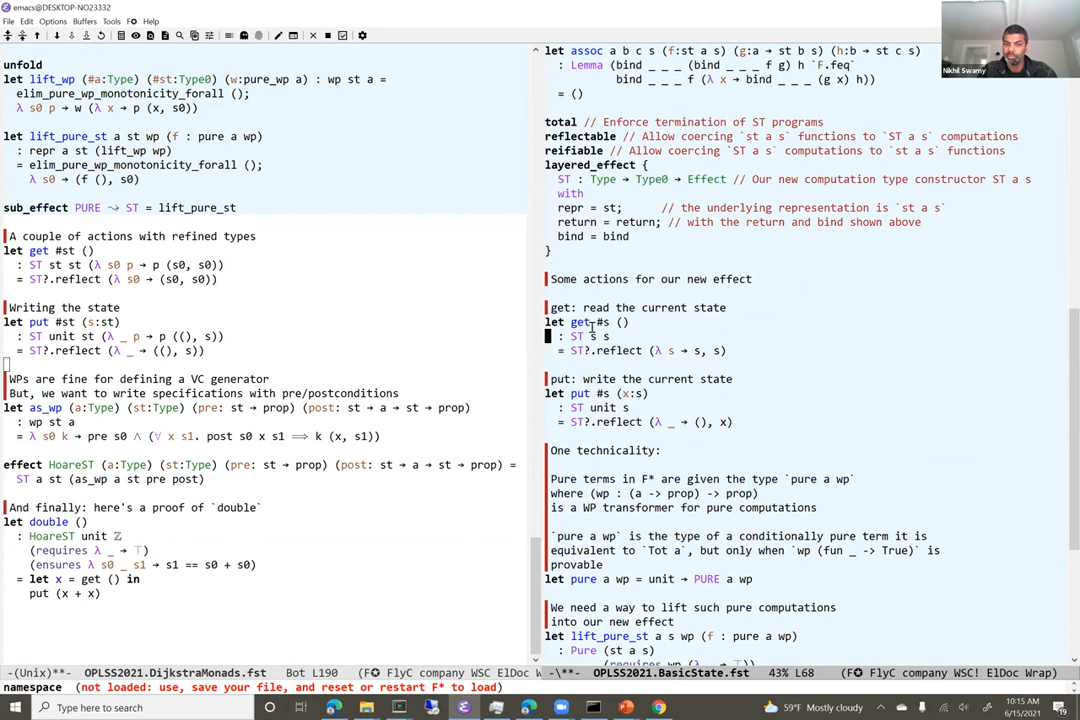 emacs@DESKTOP-NO23332
File Edit Options Buffers Tools F✪ Help
unfold
let lift_wp (#a:Type) (#st:Type0) (w:pure_wp a) : wp st a =
elim_pure_wp_monotonicity_forall ();
λ s0 p → w (λ x → p (x, s0))
let lift_pure_st a st wp (f : pure a wp)
: repr a st (lift_wp wp)
= elim_pure_wp_monotonicity_forall ();
λ s0 → (f (), s0)
sub_effect PURE ⤳ ST = lift_pure_st
A couple of actions with refined types
let get #st ()
: ST st st (λ s0 p → p (s0, s0))
= ST?.reflect (λ s0 → (s0, s0))
Writing the state
let put #st (s:st)
: ST unit st (λ _ p → p ((), s))
= ST?.reflect (λ _ → ((), s))
WPs are fine for defining a VC generator
But, we want to write specifications with pre/postconditions
let as_wp (a:Type) (st:Type) (pre: st → prop) (post: st → a → st → prop)
: wp st a
= λ s0 k → pre s0 ∧ (∀ x s1. post s0 x s1 ⟹ k (x, s1))
effect HoareST (a:Type) (st:Type) (pre: st → prop) (post: st → a → st → prop) =
ST a st (as_wp a st pre post)
And finally: here's a proof of `double`
let double ()
: HoareST unit ℤ
(requires λ _ → ⊤)
(ensures λ s0 _ s1 → s1 == s0 + s0)
= let x = get () in
put (x + x)
-(Unix)**- OPLSS2021.DijkstraMonads.fst Bot L190 (F✪ FlyC company WSC ElDoc Wrap)
let assoc a b c s (f:st a s) (g:a → st b s) (h:b → st c s)
: Lemma (bind _ _ _ (bind _ _ _ f g) h `F.feq`
bind _ _ _ f (λ x → bind _ _ _ (g x) h))
= ()
total // Enforce termination of ST programs
reflectable // Allow coercing `st a s` functions to `ST a s` computations
reifiable // Allow coercing `ST a s` computations to `st a s` functions
layered_effect {
ST : Type → Type0 → Effect // Our new computation type constructor ST a s
with
repr = st; // the underlying representation is `st a s`
return = return; // with the return and bind shown above
bind = bind
}
Some actions for our new effect
get: read the current state
let get #s ()
: ST s s
= ST?.reflect (λ s → s, s)
put: write the current state
let put #s (x:s)
: ST unit s
= ST?.reflect (λ _ → (), x)
One technicality:
Pure terms in F* are given the type `pure a wp`
where (wp : (a -> prop) -> prop)
is a WP transformer for pure computations
`pure a wp` is the type of a conditionally pure term it is
equivalent to `Tot a`, but only when `wp (fun _ -> True)` is
provable
let pure a wp = unit → PURE a wp
We need a way to lift such pure computations
into our new effect
let lift_pure_st a s wp (f : pure a wp)
: Pure (st a s)
(requires wp (λ _ → ⊤))
-\**- OPLSS2021.BasicState.fst 43% L68 (F✪ FlyC company WSC! ElDoc Wrap)
namespace (not loaded: use, save your file, and reset or restart F* to load)
Nikhil Swamy
Type here to search
59°F Mostly cloudy
10:15 AM
6/15/2021
19